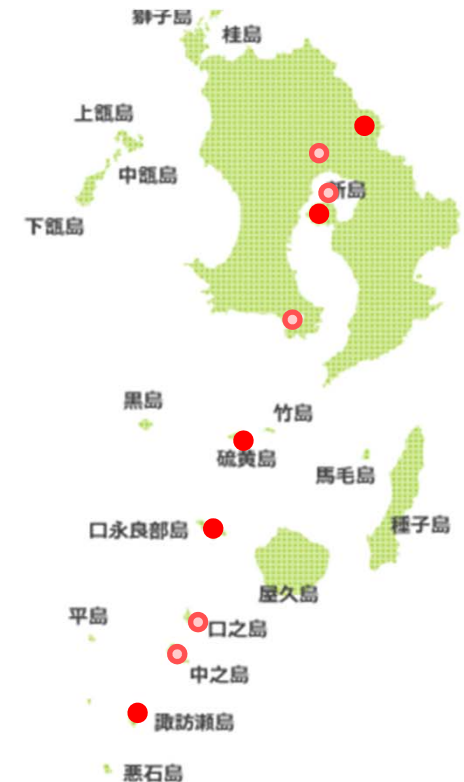 獅子島
桂島
上甑島
中甑島
新島
下甑島
黒島
竹島
硫黄島
馬毛島
種子島
口永良部島
屋久島
平島
口之島
中之島
諏訪瀬島
悪石島